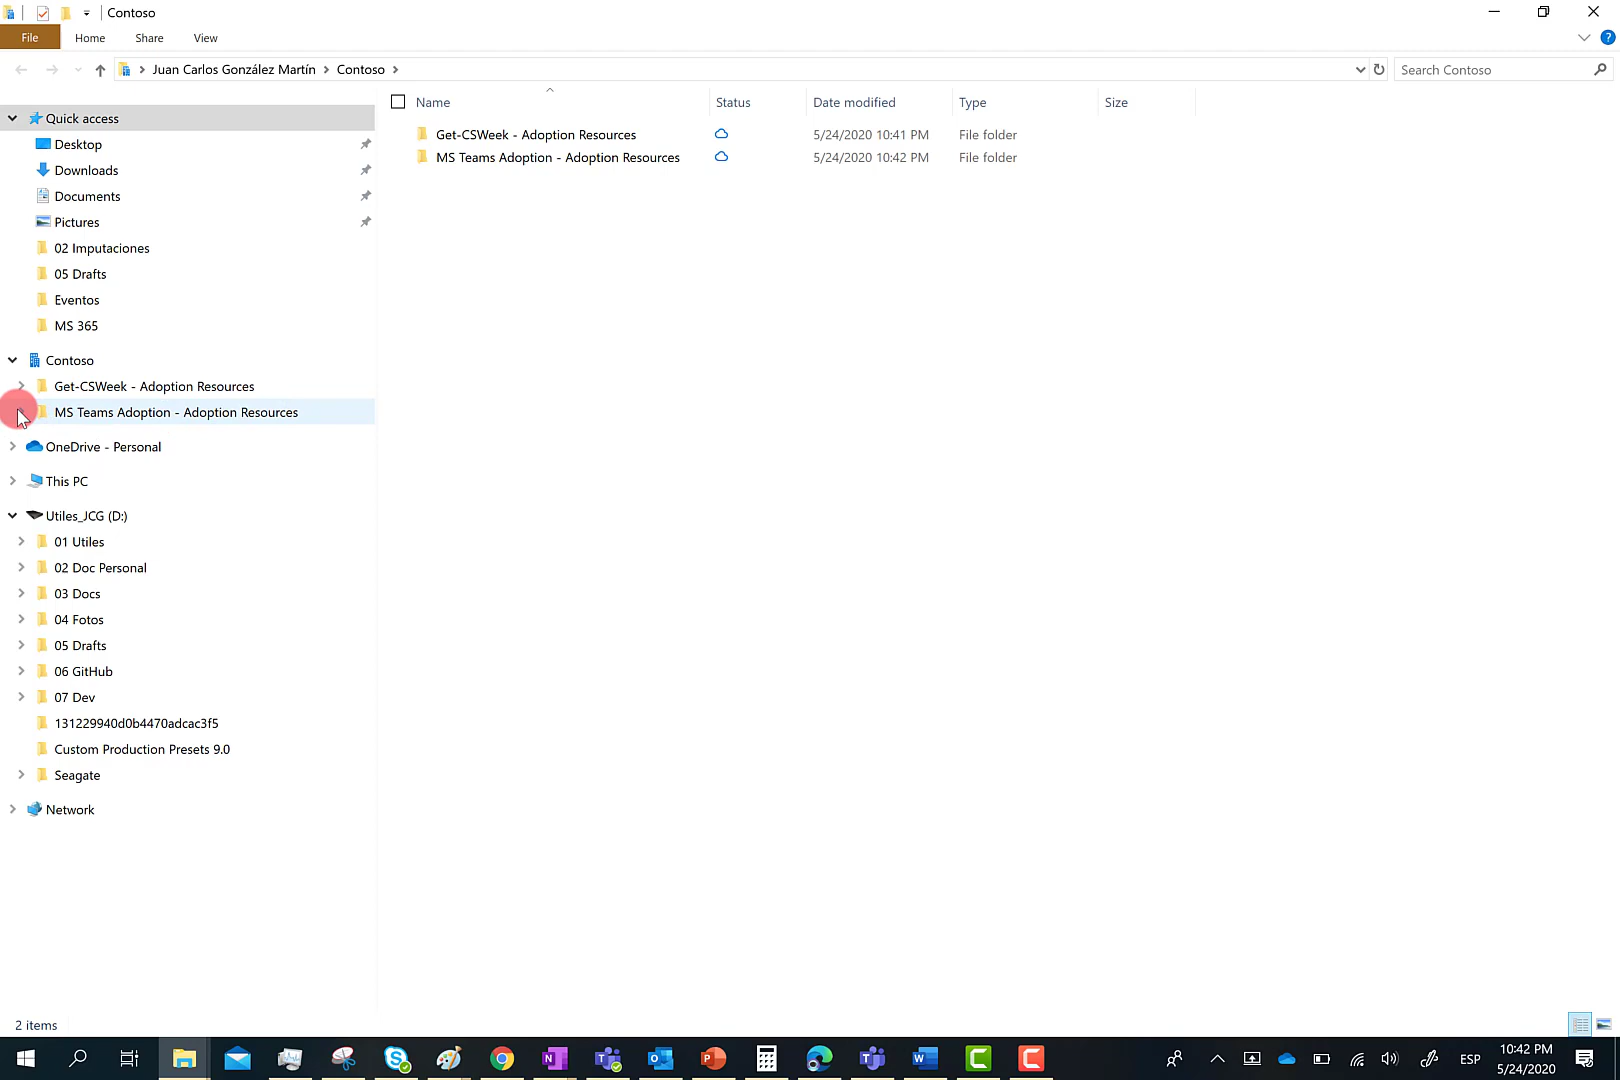 Contoso
File Home Share View
Juan Carlos González Martín Contoso Search Contoso
Quick access
Desktop
Downloads
Documents
Pictures
02 Imputaciones
05 Drafts
Eventos
MS 365
Contoso
Get-CSWeek - Adoption Resources
MS Teams Adoption - Adoption Resources
OneDrive - Personal
This PC
Utiles_JCG (D:)
01 Utiles
02 Doc Personal
03 Docs
04 Fotos
05 Drafts
06 GitHub
07 Dev
131229940d0b4470adcac3f5
Custom Production Presets 9.0
Seagate
Network
Name Status Date modified Type Size
Get-CSWeek - Adoption Resources 5/24/2020 10:41 PM File folder
MS Teams Adoption - Adoption Resources 5/24/2020 10:42 PM File folder
2 items
ESP
10:42 PM
5/24/2020